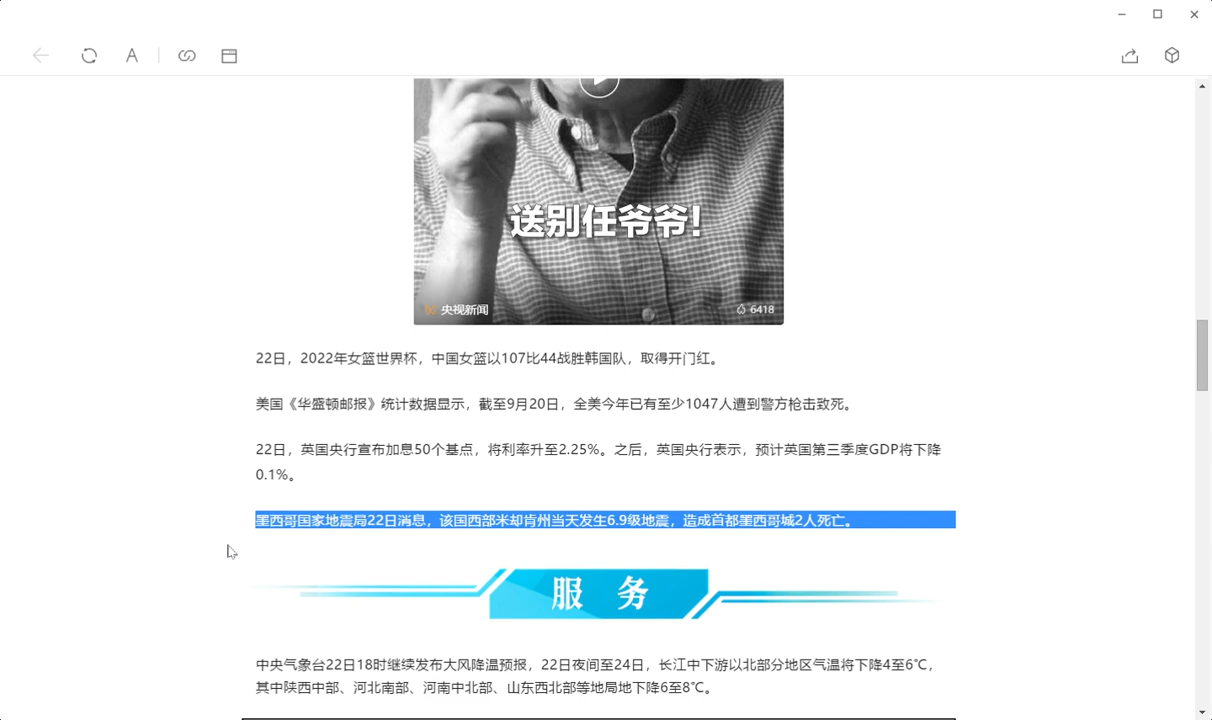 送别任爷爷!
央视新闻
6418
22日，2022年女篮世界杯，中国女篮以107比44战胜韩国队，取得开门红。
美国《华盛顿邮报》统计数据显示，截至9月20日，全美今年已有至少1047人遭到警方枪击致死。
22日，英国央行宣布加息50个基点，将利率升至2.25%。之后，英国央行表示，预计英国第三季度GDP将下降
0.1%。
墨西哥国家地震局22日消息，该国西部米却肯州当天发生6.9级地震，造成首都墨西哥城2人死亡。
服 务
中央气象台22日18时继续发布大风降温预报，22日夜间至24日，长江中下游以北部分地区气温将下降4至6℃，
其中陕西中部、河北南部、河南中北部、山东西北部等地局地下降6至8℃。